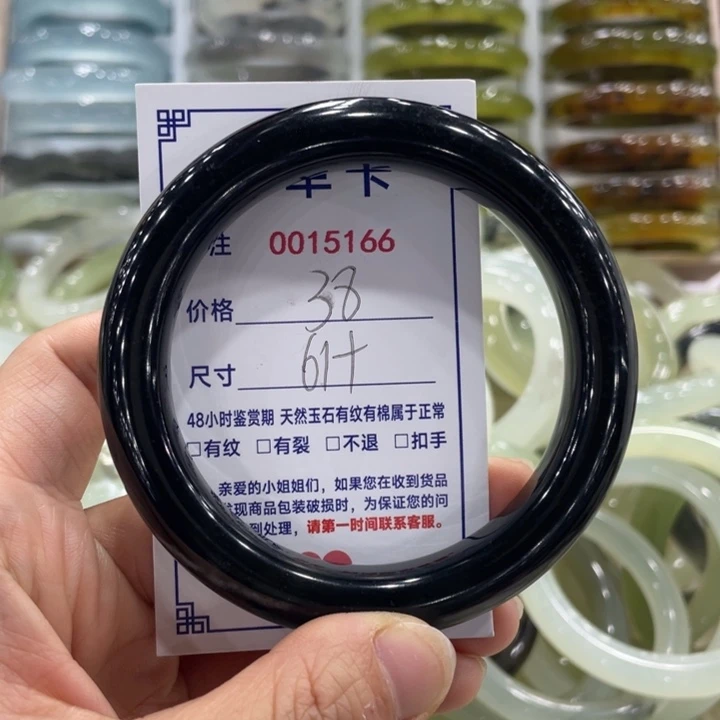 卡
注 0015166
价格 38
尺寸 61+
48小时鉴赏期 天然玉石有纹有棉属于正常
□有纹 □有裂 □不退 □扣手
亲爱的小姐姐们，如果您在收到货品
发现商品包装破损时，为保证您的问
到处理，请第一时间联系客服。